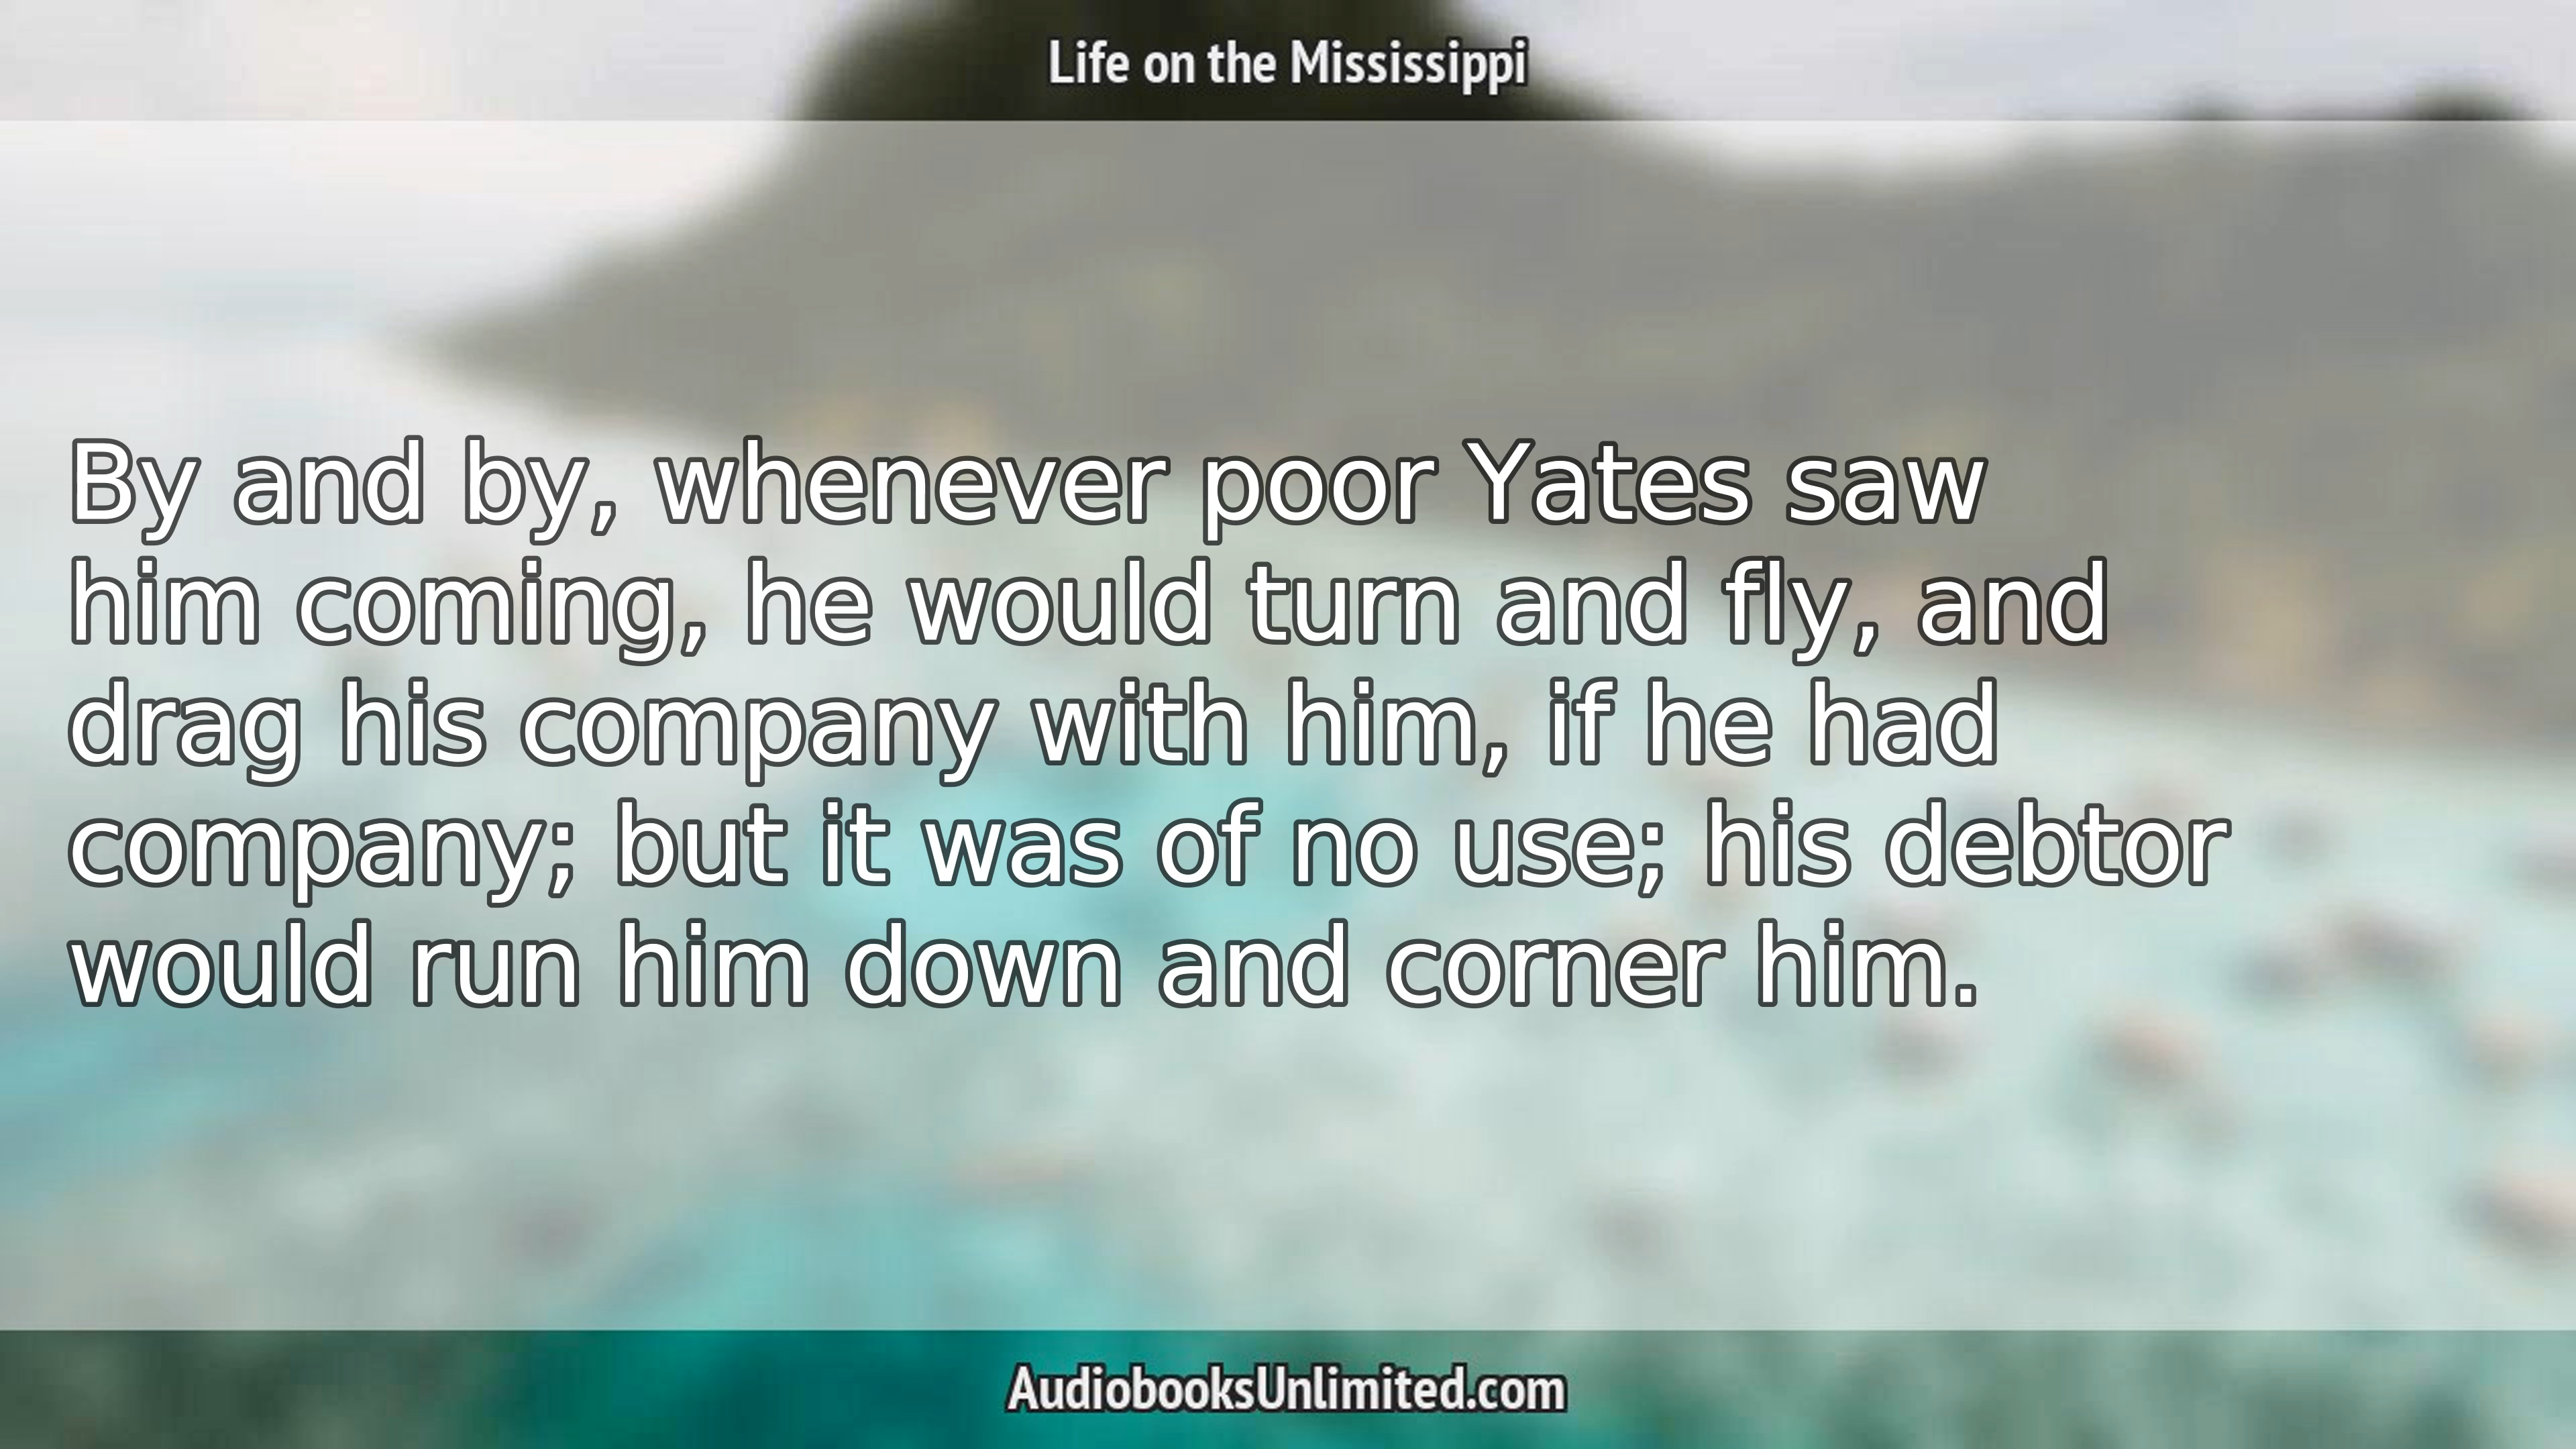 Life on the Mississippi
By and by, whenever poor Yates saw
him coming, he would turn and fly, and
drag his company with him, if he had
company; but it was of no use; his debtor
would run him down and corner him.
AudiobooksUnlimited.com